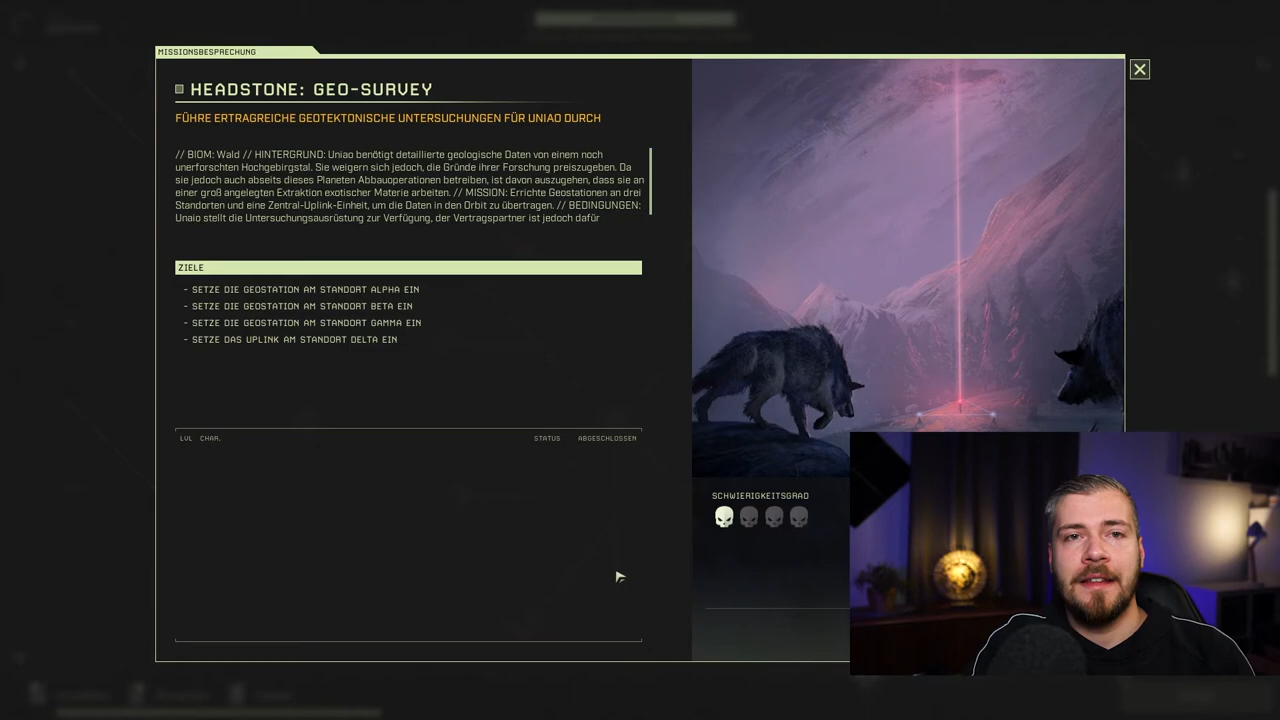 MISSIONSBESPRECHUNG
HEADSTONE: GEO-SURVEY
FÜHRE ERTRAGREICHE GEOTEKTONISCHE UNTERSUCHUNGEN FÜR UNIAO DURCH
// BIOM: Wald // HINTERGRUND: Uniao benötigt detaillierte geologische Daten von einem noch
unerforschten Hochgebirgstal. Sie weigern sich jedoch, die Gründe ihrer Forschung preiszugeben. Da
sie jedoch auch abseits dieses Planeten Abbauoperationen betreiben, ist davon auszugehen, dass sie an
einer groß angelegten Extraktion exotischer Materie arbeiten. // MISSION: Errichte Geostationen an drei
Standorten und eine Zentral-Uplink-Einheit, um die Daten in den Orbit zu übertragen. // BEDINGUNGEN:
Unaio stellt die Untersuchungsausrüstung zur Verfügung, der Vertragspartner ist jedoch dafür
ZIELE
- SETZE DIE GEOSTATION AM STANDORT ALPHA EIN
- SETZE DIE GEOSTATION AM STANDORT BETA EIN
- SETZE DIE GEOSTATION AM STANDORT GAMMA EIN
- SETZE DAS UPLINK AM STANDORT DELTA EIN
LVL CHAR. STATUS ABGESCHLOSSEN
SCHWIERIGKEITSGRAD